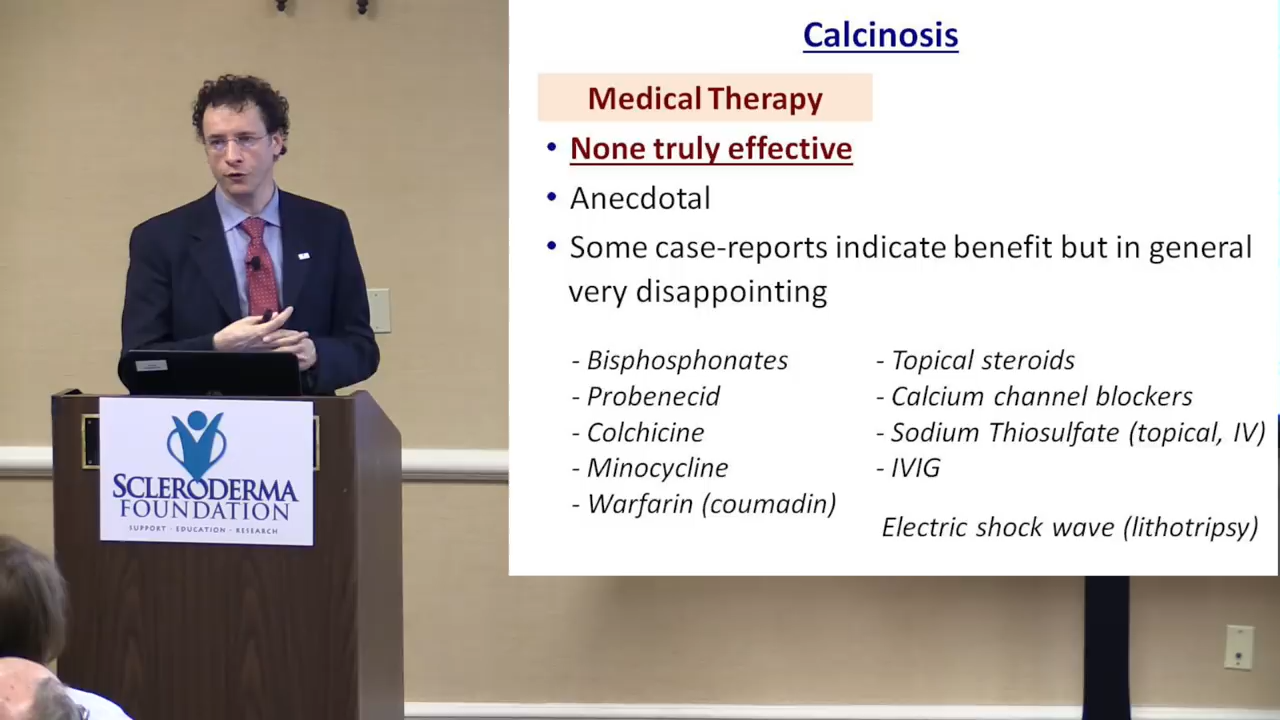 Calcinosis
Medical Therapy
• None truly effective
• Anecdotal
• Some case-reports indicate benefit but in general
very disappointing
- Bisphosphonates
- Probenecid
- Colchicine
- Minocycline
- Warfarin (coumadin)
- Topical steroids
- Calcium channel blockers
- Sodium Thiosulfate (topical, IV)
- IVIG
Electric shock wave (lithotripsy)
SCLERODERMA
FOUNDATION
SUPPORT · EDUCATION · RESEARCH